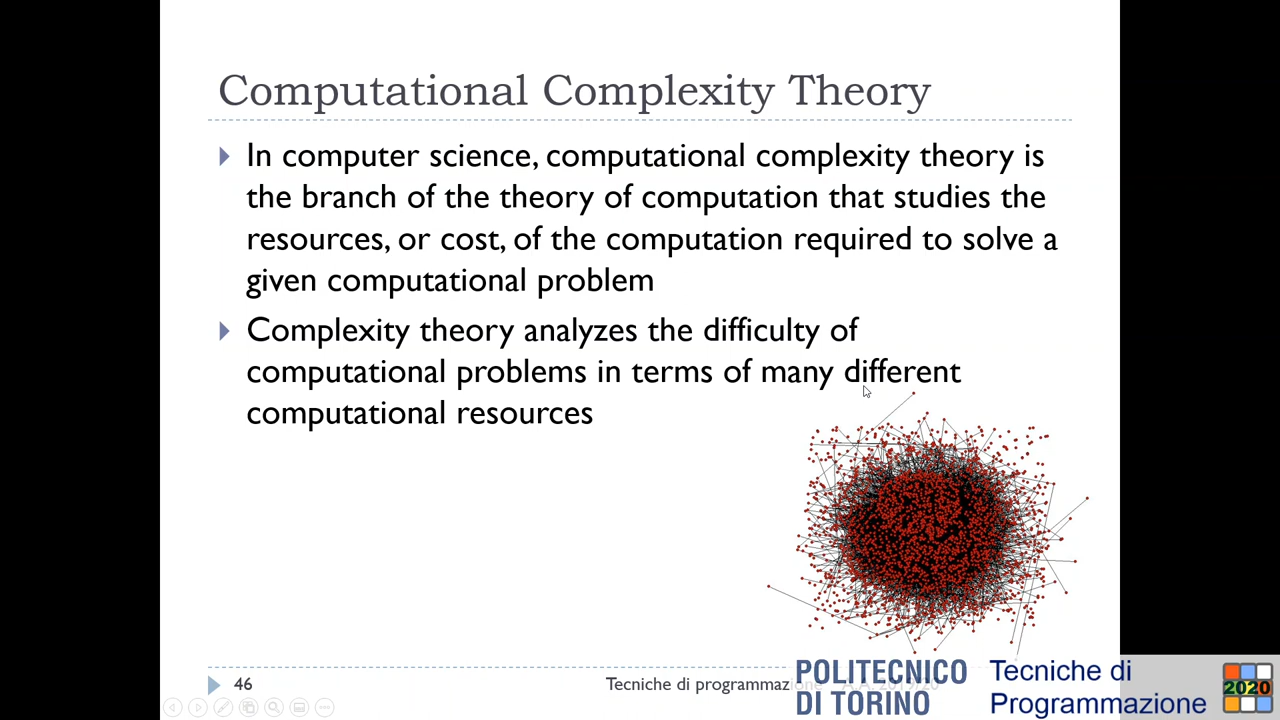 Computational Complexity Theory
In computer science, computational complexity theory is
the branch of the theory of computation that studies the
resources, or cost, of the computation required to solve a
given computational problem
Complexity theory analyzes the difficulty of
computational problems in terms of many different
computational resources
46
Tecniche di programmazione A.A. 2019/20
POLITECNICO
DI TORINO
Tecniche di
Programmazione
2020